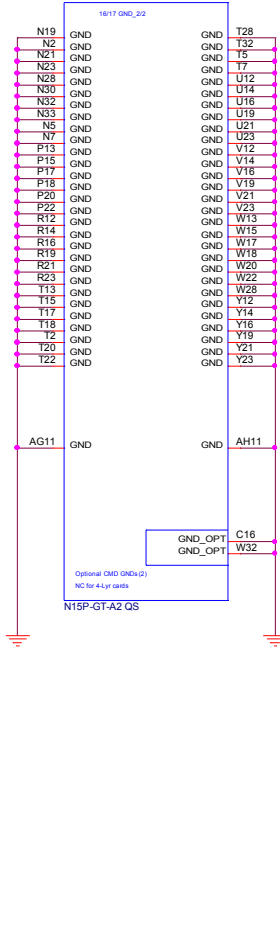 16/17 GND_2/2
N19 GND GND T28
N2 GND GND T32
N21 GND GND T5
N23 GND GND T7
N28 GND GND U12
N30 GND GND U14
N32 GND GND U16
N33 GND GND U19
N5 GND GND U21
N7 GND GND U23
P13 GND GND V12
P15 GND GND V14
P17 GND GND V16
P18 GND GND V19
P20 GND GND V21
P22 GND GND V23
R12 GND GND W13
R14 GND GND W15
R16 GND GND W17
R19 GND GND W18
R21 GND GND W20
R23 GND GND W22
T13 GND GND W28
T15 GND GND Y12
T17 GND GND Y14
T18 GND GND Y16
T2 GND GND Y19
T20 GND GND Y21
T22 GND GND Y23
AG11 GND GND AH11
GND_OPT C16
GND_OPT W32
Optional CMD GNDs(2)
NC for 4-Lyr cards
N15P-GT-A2 QS